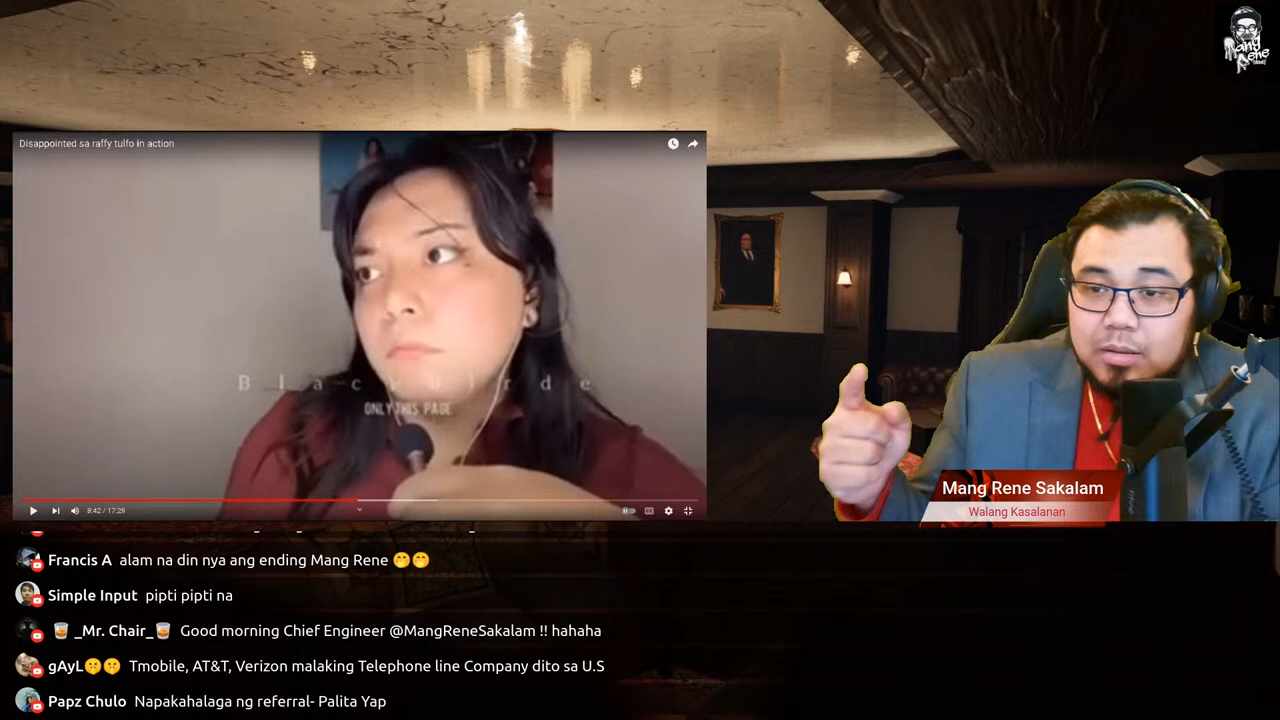 Mang Rene
Disappointed sa raffy tulfo in action
B l a c
r d e
ONLY THIS PAGE
8:42 / 17:29
Mang Rene Sakalam
Walang Kasalanan
Francis A alam na din nya ang ending Mang Rene 🤭🤭
Simple Input pipti pipti na
🥃 _Mr. Chair_🥃 Good morning Chief Engineer @MangReneSakalam !! hahaha
gAyL🤫🤫 Tmobile, AT&T, Verizon malaking Telephone line Company dito sa U.S
Papz Chulo Napakahalaga ng referral- Palita Yap